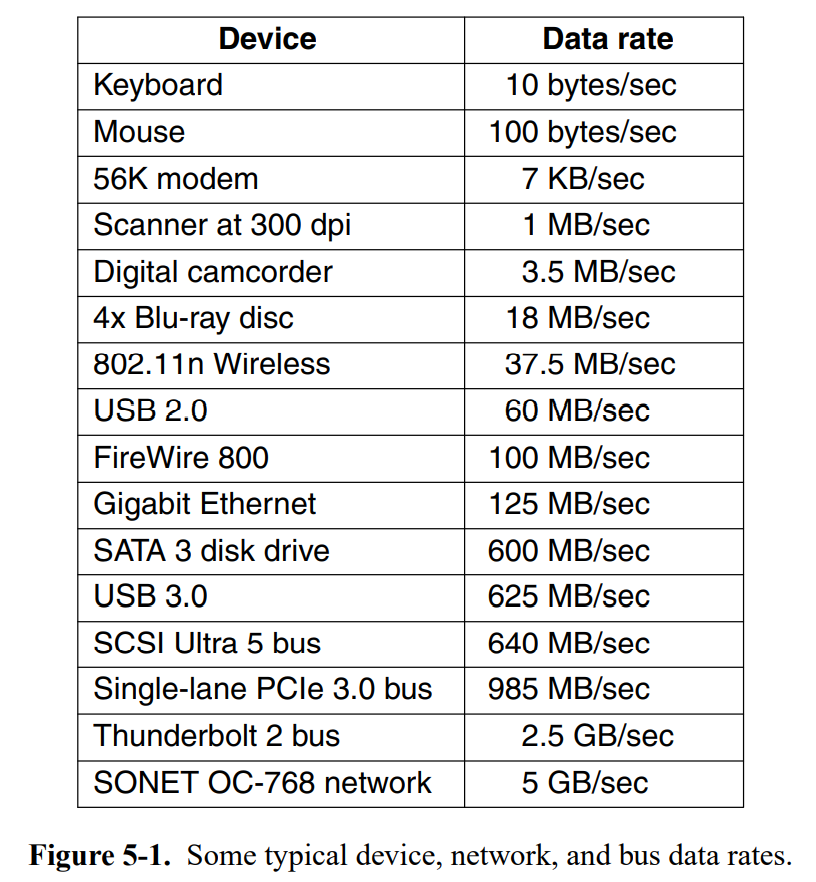 Device Data rate
Keyboard 10 bytes/sec
Mouse 100 bytes/sec
56K modem 7 KB/sec
Scanner at 300 dpi 1 MB/sec
Digital camcorder 3.5 MB/sec
4x Blu-ray disc 18 MB/sec
802.11n Wireless 37.5 MB/sec
USB 2.0 60 MB/sec
FireWire 800 100 MB/sec
Gigabit Ethernet 125 MB/sec
SATA 3 disk drive 600 MB/sec
USB 3.0 625 MB/sec
SCSI Ultra 5 bus 640 MB/sec
Single-lane PCIe 3.0 bus 985 MB/sec
Thunderbolt 2 bus 2.5 GB/sec
SONET OC-768 network 5 GB/sec
Figure 5-1. Some typical device, network, and bus data rates.